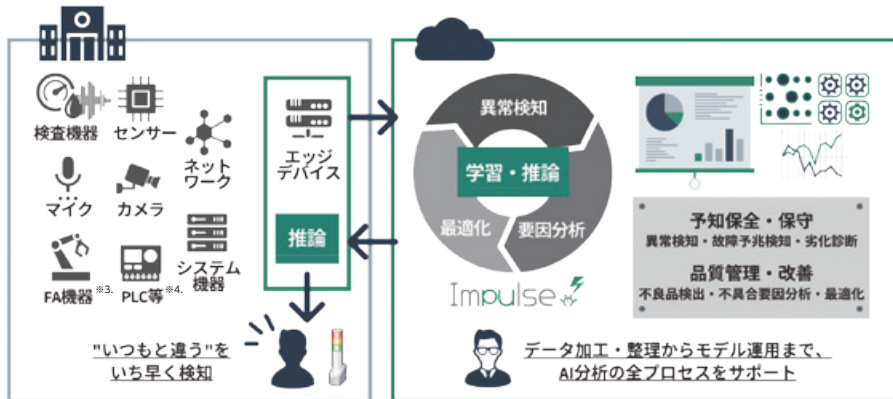 検査機器
センサー
ネット
ワーク
マイク
カメラ
FA機器 ※3.
PLC等 ※4.
システム
機器
エッジ
デバイス
推論
"いつもと違う"を
いち早く検知
異常検知
学習・推論
最適化
要因分析
Impulse
予知保全・保守
異常検知・故障予兆検知・劣化診断
品質管理・改善
不良品検出・不具合要因分析・最適化
データ加工・整理からモデル運用まで、
AI分析の全プロセスをサポート